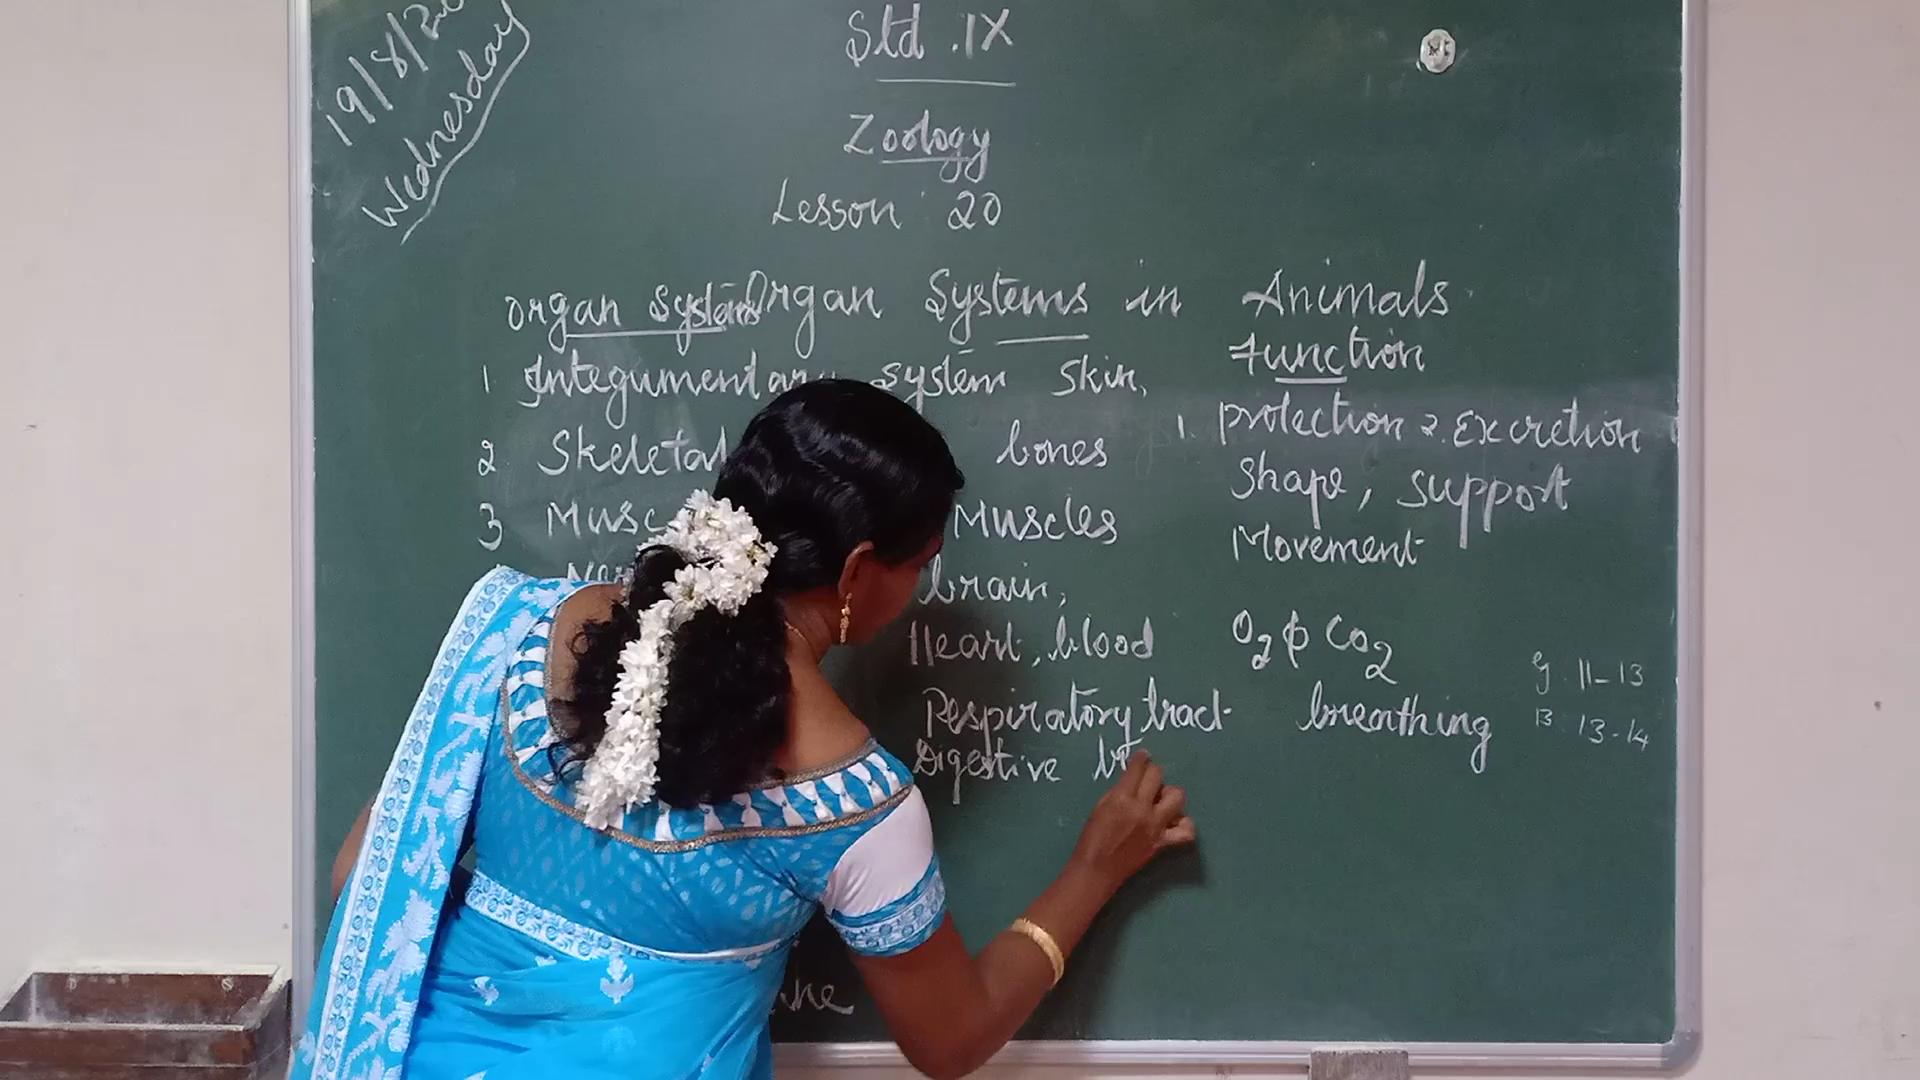 19/8/20
Wednesday
Std. IX
Zoology
Lesson 20
Organ Systems in Animals
Organ Systems
Function
1 Integumentary System Skin,
1. protection 2. Excretion
2 Skeletal bones
Shape, Support
3 Musc Muscles
Movement
brain,
Heart, blood O2 CO2
Respiratory tract breathing
Digestive tr
G. 11-13
B. 13-14